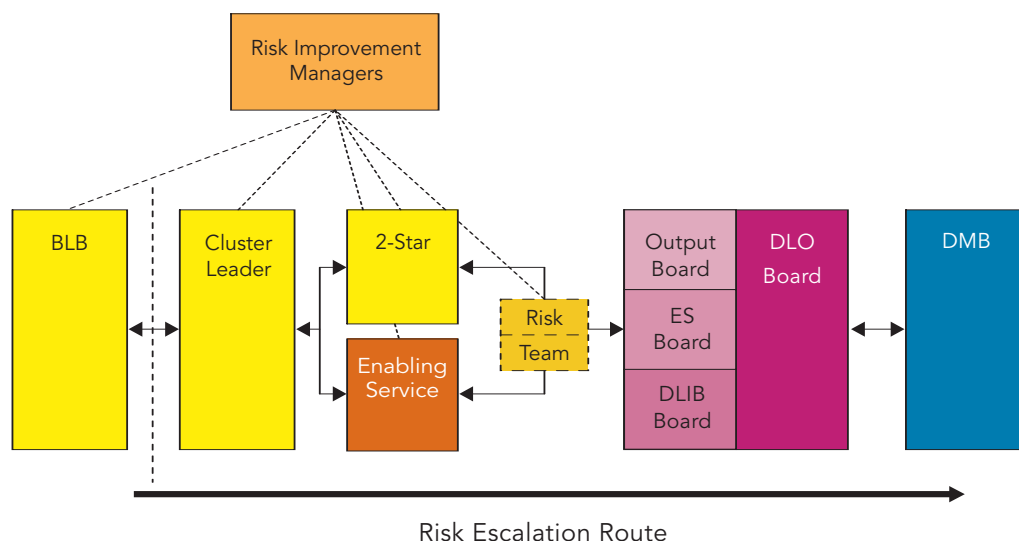 Risk Improvement
Managers
BLB
Cluster
Leader
2-Star
Enabling
Service
Risk
Team
Output
Board
ES
Board
DLIB
Board
DLO
Board
DMB
Risk Escalation Route